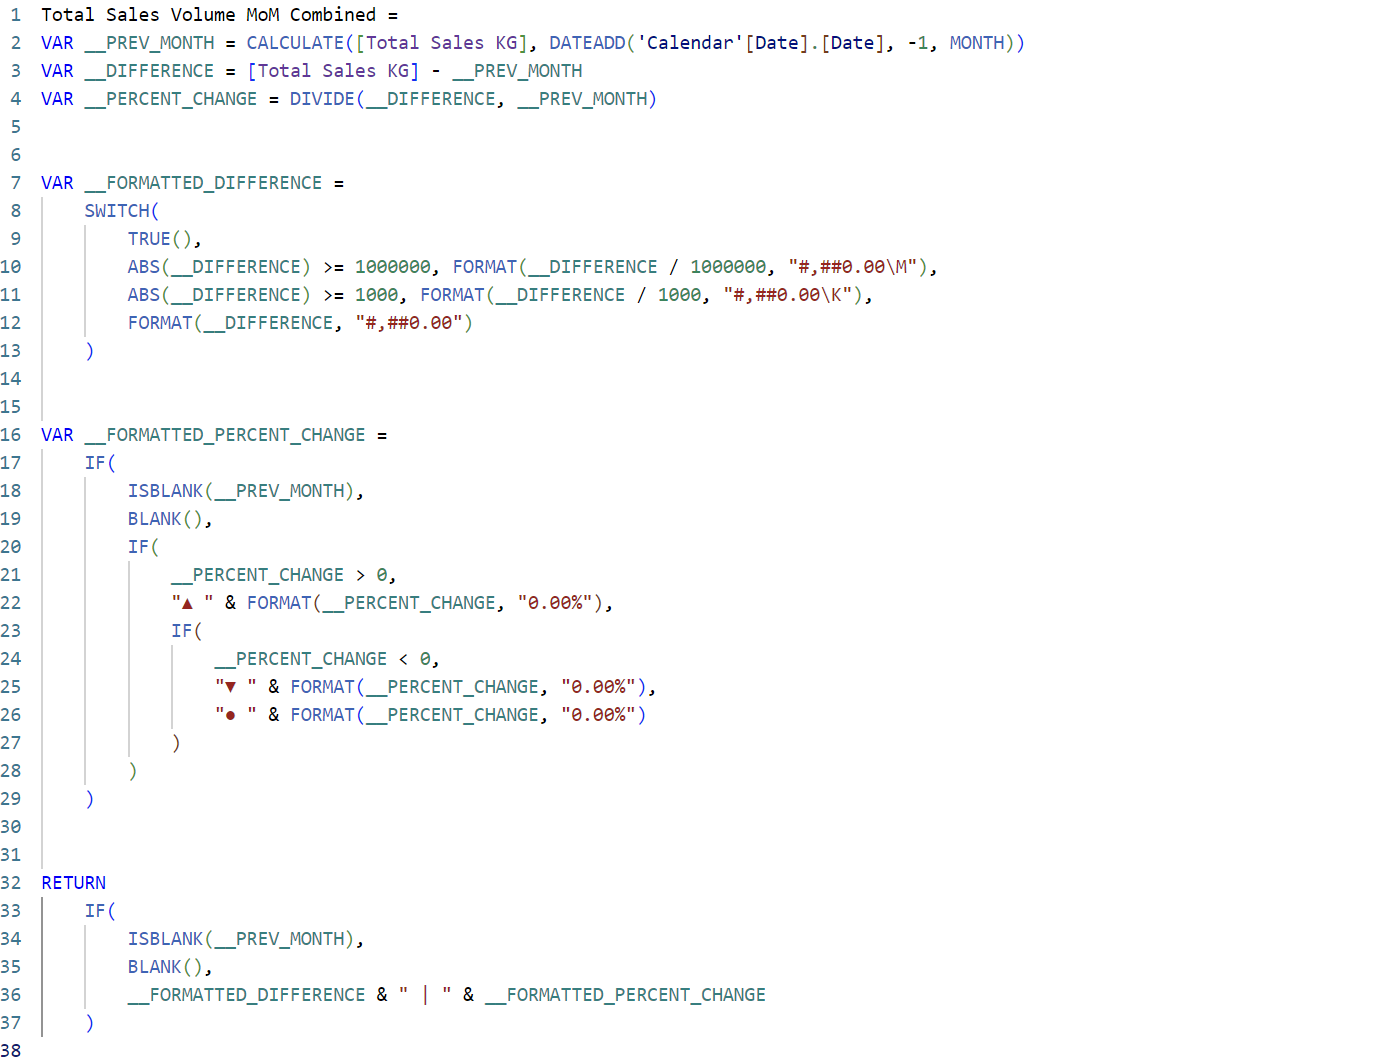 1 Total Sales Volume MoM Combined =
2 VAR __PREV_MONTH = CALCULATE([Total Sales KG], DATEADD('Calendar'[Date].[Date], -1, MONTH))
3 VAR __DIFFERENCE = [Total Sales KG] - __PREV_MONTH
4 VAR __PERCENT_CHANGE = DIVIDE(__DIFFERENCE, __PREV_MONTH)
5
6
7 VAR __FORMATTED_DIFFERENCE =
8     SWITCH(
9         TRUE(),
10         ABS(__DIFFERENCE) >= 1000000, FORMAT(__DIFFERENCE / 1000000, "#,##0.00\M"),
11         ABS(__DIFFERENCE) >= 1000, FORMAT(__DIFFERENCE / 1000, "#,##0.00\K"),
12         FORMAT(__DIFFERENCE, "#,##0.00")
13     )
14
15
16 VAR __FORMATTED_PERCENT_CHANGE =
17     IF(
18         ISBLANK(__PREV_MONTH),
19         BLANK(),
20         IF(
21             __PERCENT_CHANGE > 0,
22             "▲ " & FORMAT(__PERCENT_CHANGE, "0.00%"),
23             IF(
24                 __PERCENT_CHANGE < 0,
25                 "▼ " & FORMAT(__PERCENT_CHANGE, "0.00%"),
26                 "● " & FORMAT(__PERCENT_CHANGE, "0.00%")
27             )
28         )
29     )
30
31
32 RETURN
33     IF(
34         ISBLANK(__PREV_MONTH),
35         BLANK(),
36         __FORMATTED_DIFFERENCE & " | " & __FORMATTED_PERCENT_CHANGE
37     )
38